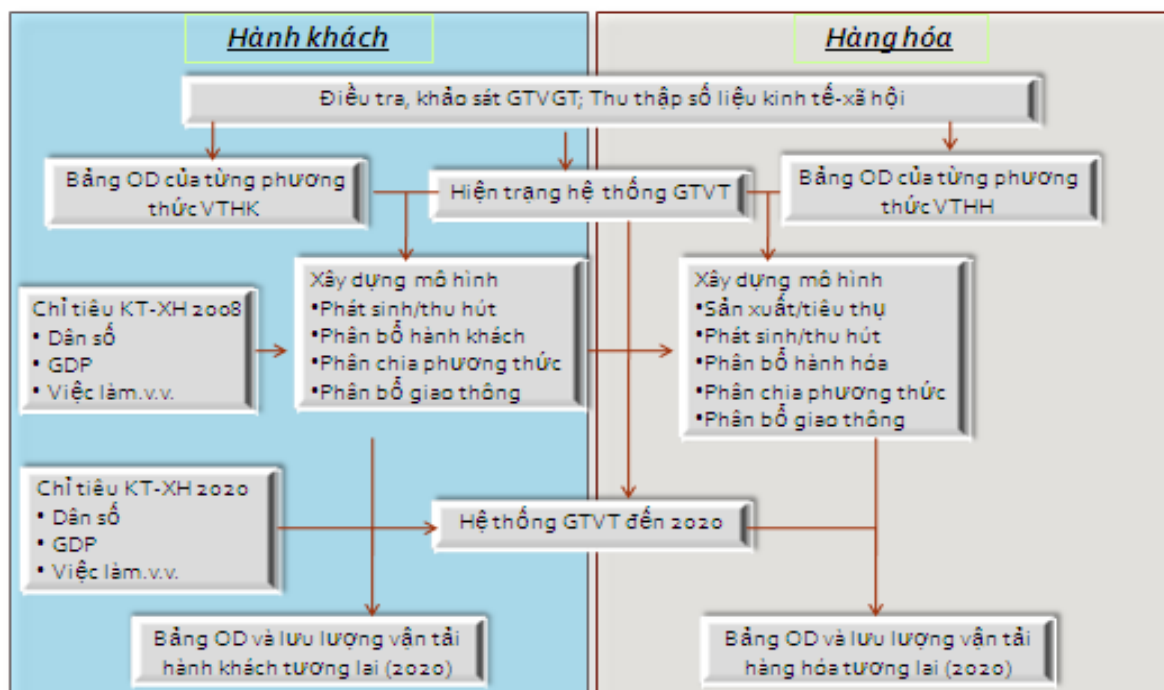 Hành khách
Hàng hóa
Điều tra, khảo sát GTVGT; Thu thập số liệu kinh tế-xã hội
Bảng OD của từng phương
thức VTHK
Hiện trạng hệ thống GTVT
Bảng OD của từng phương
thức VTHH
Chỉ tiêu KT-XH 2008
• Dân số
• GDP
• Việc làm.v.v.
Xây dựng mô hình
•Phát sinh/thu hút
•Phân bổ hành khách
•Phân chia phương thức
•Phân bổ giao thông
Xây dựng mô hình
•Sản xuất/tiêu thụ
•Phát sinh/thu hút
•Phân bổ hành hóa
•Phân chia phương thức
•Phân bổ giao thông
Chỉ tiêu KT-XH 2020
• Dân số
• GDP
• Việc làm.v.v.
Hệ thống GTVT đến 2020
Bảng OD và lưu lượng vận tải
hành khách tương lai (2020)
Bảng OD và lưu lượng vận tải
hàng hóa tương lai (2020)